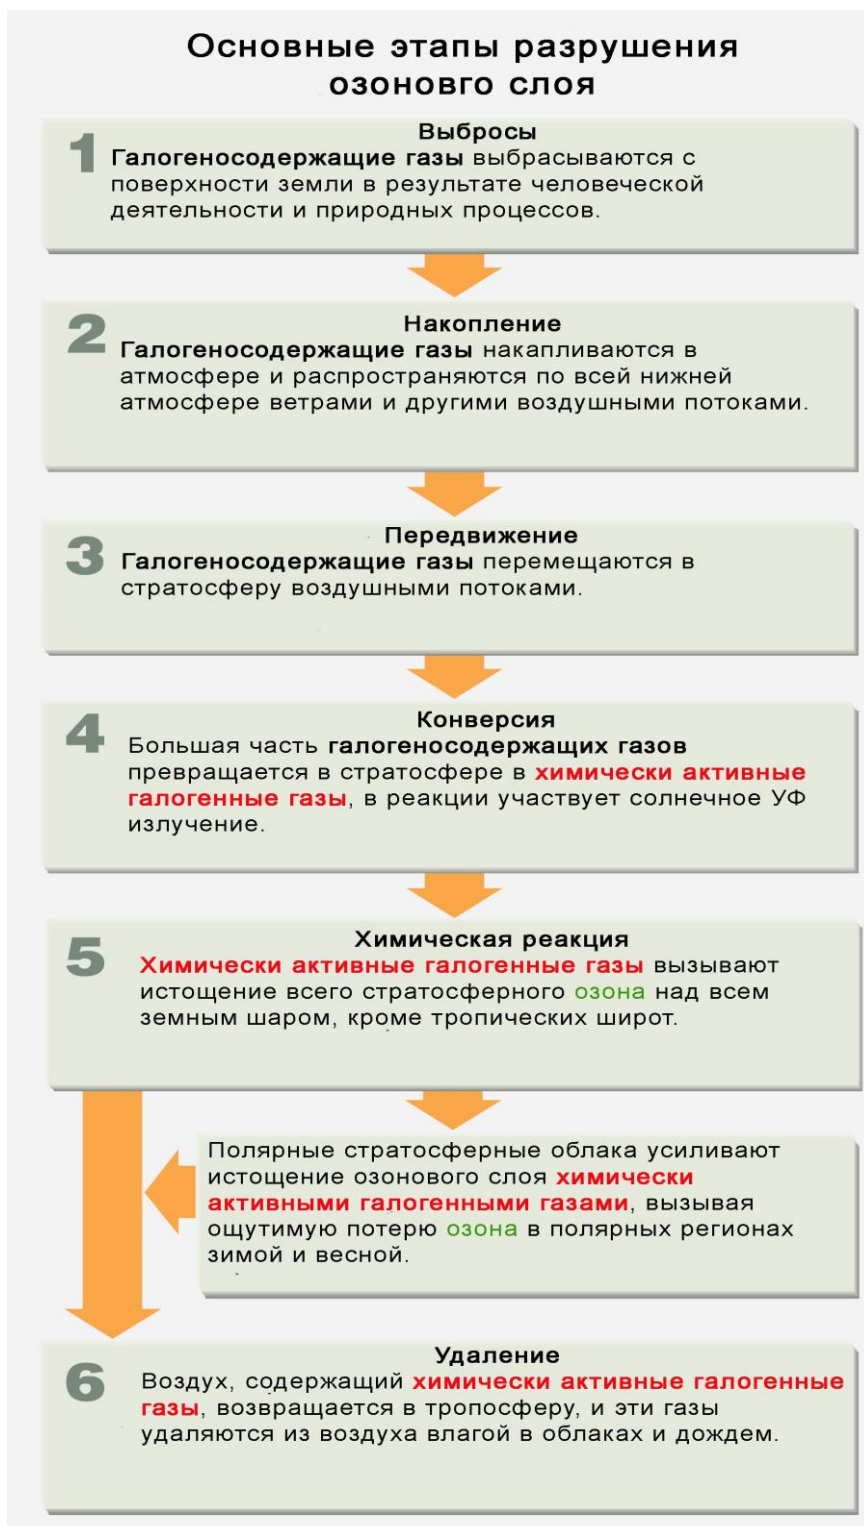 Основные этапы разрушения
озоновго слоя
1
Выбросы
Галогеносодержащие газы выбрасываются с
поверхности земли в результате человеческой
деятельности и природных процессов.
2
Накопление
Галогеносодержащие газы накапливаются в
атмосфере и распространяются по всей нижней
атмосфере ветрами и другими воздушными потоками.
3
Передвижение
Галогеносодержащие газы перемещаются в
стратосферу воздушными потоками.
4
Конверсия
Большая часть галогеносодержащих газов
превращается в стратосфере в химически активные
галогенные газы, в реакции участвует солнечное УФ
излучение.
5
Химическая реакция
Химически активные галогенные газы вызывают
истощение всего стратосферного озона над всем
земным шаром, кроме тропических широт.
Полярные стратосферные облака усиливают
истощение озонового слоя химически
активными галогенными газами, вызывая
ощутимую потерю озона в полярных регионах
зимой и весной.
6
Удаление
Воздух, содержащий химически активные галогенные
газы, возвращается в тропосферу, и эти газы
удаляются из воздуха влагой в облаках и дождем.